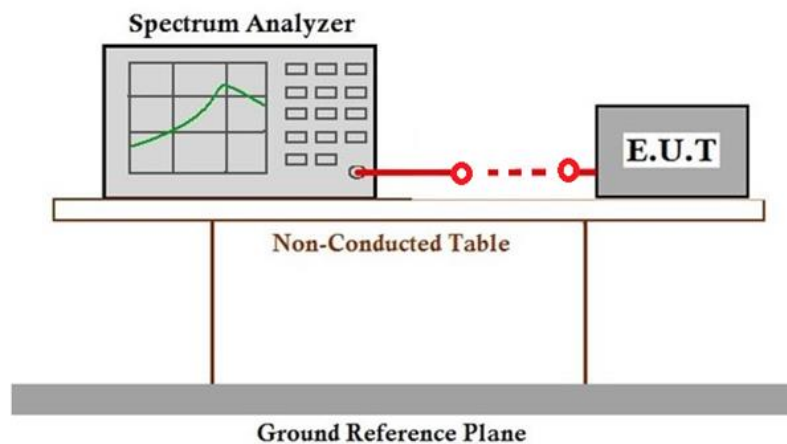 Spectrum Analyzer
E.U.T
Non-Conducted Table
Ground Reference Plane